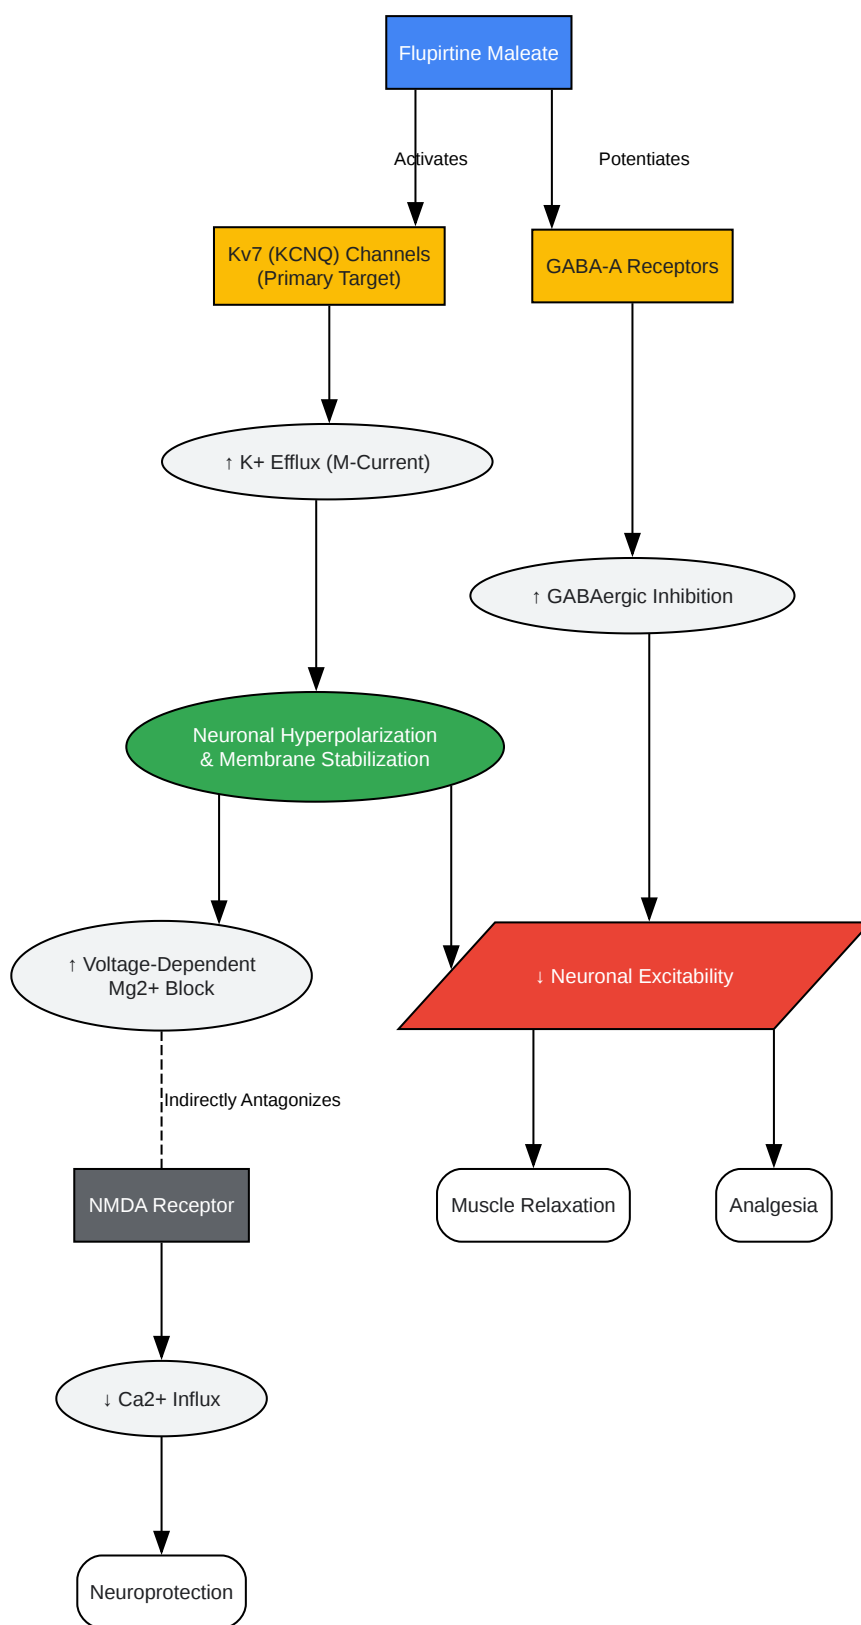 Flupirtine Maleate
Activates
Potentiates
Kv7 (KCNQ) Channels
(Primary Target)
GABA-A Receptors
↑ K+ Efflux (M-Current)
↑ GABAergic Inhibition
Neuronal Hyperpolarization
& Membrane Stabilization
↑ Voltage-Dependent
Mg2+ Block
↓ Neuronal Excitability
Indirectly Antagonizes
NMDA Receptor
Muscle Relaxation
Analgesia
↓ Ca2+ Influx
Neuroprotection